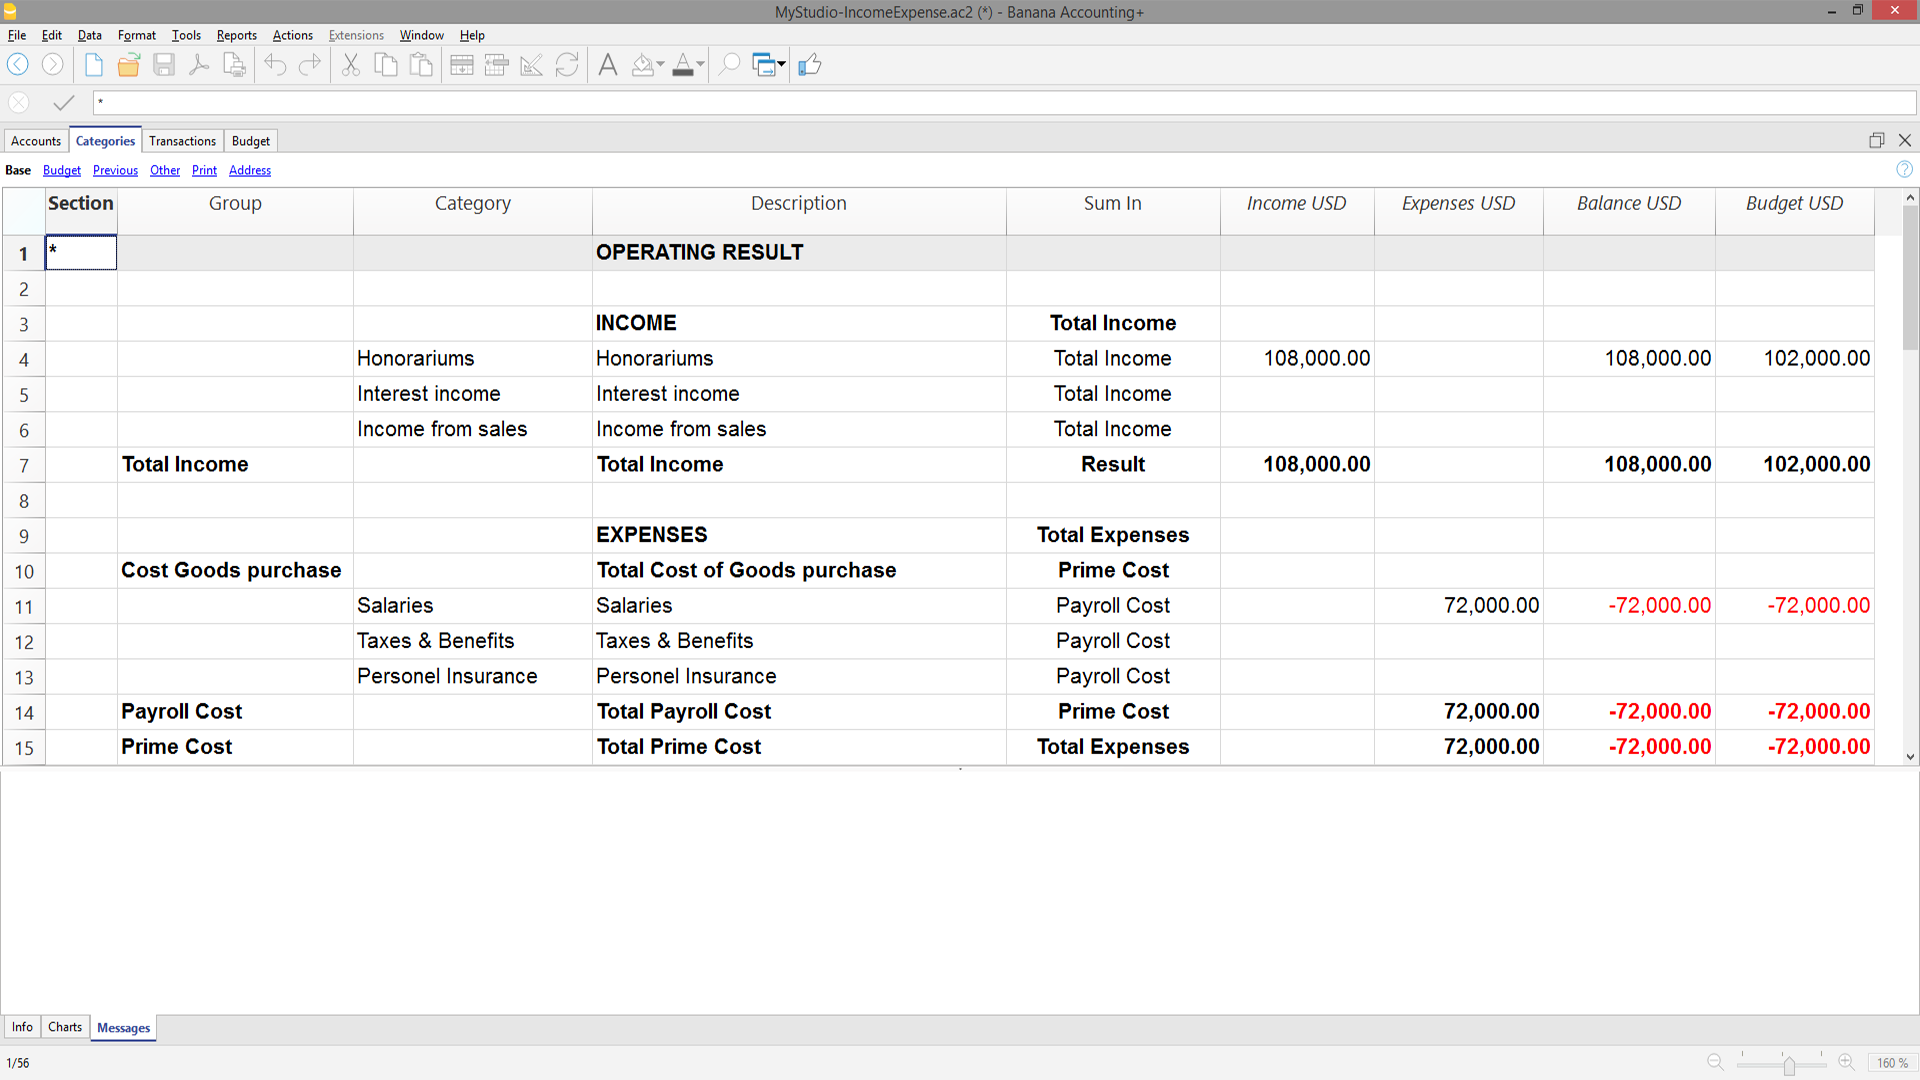 MyStudio-IncomeExpense.ac2 (*) - Banana Accounting+
File Edit Data Format Tools Reports Actions Extensions Window Help
*
Accounts Categories Transactions Budget
Base Budget Previous Other Print Address
Section Group Category Description Sum In Income USD Expenses USD Balance USD Budget USD
1 * OPERATING RESULT
2
3 INCOME Total Income
4 Honorariums Honorariums Total Income 108,000.00 108,000.00 102,000.00
5 Interest income Interest income Total Income
6 Income from sales Income from sales Total Income
7 Total Income Total Income Result 108,000.00 108,000.00 102,000.00
8
9 EXPENSES Total Expenses
10 Cost Goods purchase Total Cost of Goods purchase Prime Cost
11 Salaries Salaries Payroll Cost 72,000.00 -72,000.00 -72,000.00
12 Taxes & Benefits Taxes & Benefits Payroll Cost
13 Personel Insurance Personel Insurance Payroll Cost
14 Payroll Cost Total Payroll Cost Prime Cost 72,000.00 -72,000.00 -72,000.00
15 Prime Cost Total Prime Cost Total Expenses 72,000.00 -72,000.00 -72,000.00
Info Charts Messages
1/56 160 %